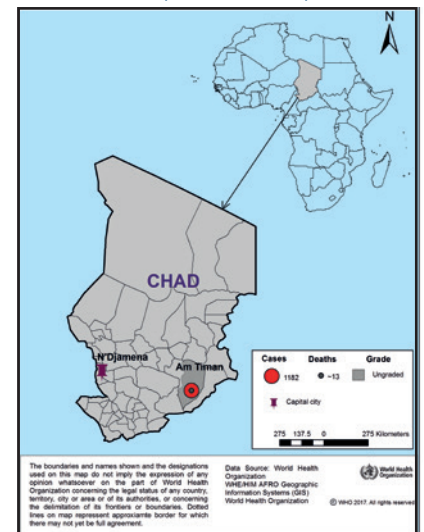 N
CHAD
N'Djamena
Am Timan
Cases Deaths Grade
1182 ~13 Ungraded
Capital city
275 137.5 0 275 Kilometers
The boundaries and names shown and the designations
used on this map do not imply the expression of any
opinion whatsoever on the part of World Health
Organization concerning the legal status of any country,
territory, city or area or of its authorities, or concerning
the delimitation of its frontiers or boundaries. Dotted
lines on map represent approxiamte border for which
there may not yet be full agreement.
Data Source: World Health
Organization
WHE/HIM AFRO Geographic
Information Systems (GIS)
World Health Organization
World Health
Organization
© WHO 2017. All rights reserved